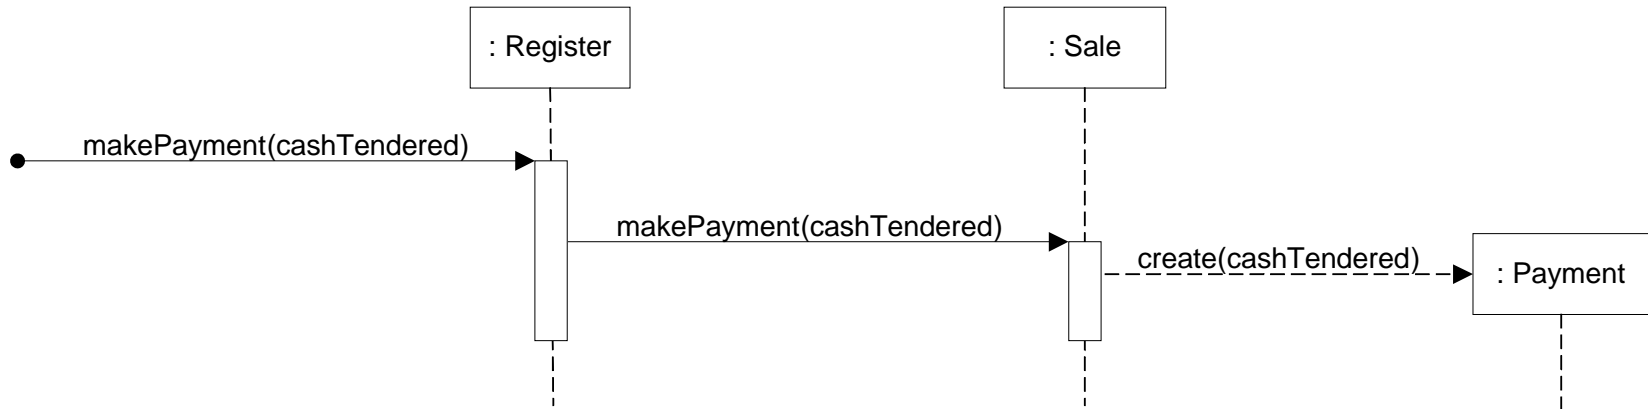 : Register
: Sale
makePayment(cashTendered)
makePayment(cashTendered)
create(cashTendered)
: Payment